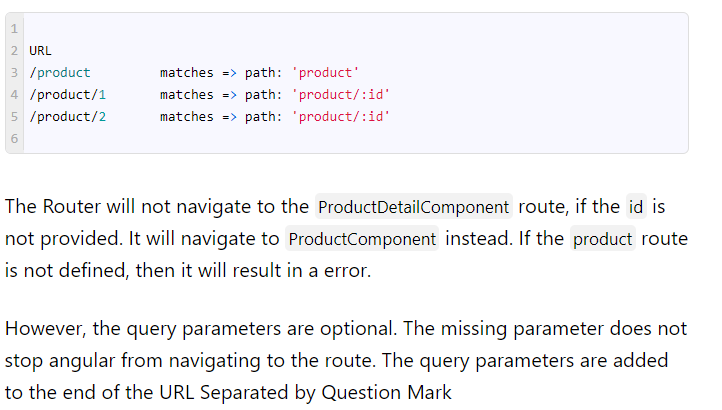 1
2 URL
3 /product matches => path: 'product'
4 /product/1 matches => path: 'product/:id'
5 /product/2 matches => path: 'product/:id'
6
The Router will not navigate to the ProductDetailComponent route, if the id is
not provided. It will navigate to ProductComponent instead. If the product route
is not defined, then it will result in a error.
However, the query parameters are optional. The missing parameter does not
stop angular from navigating to the route. The query parameters are added
to the end of the URL Separated by Question Mark